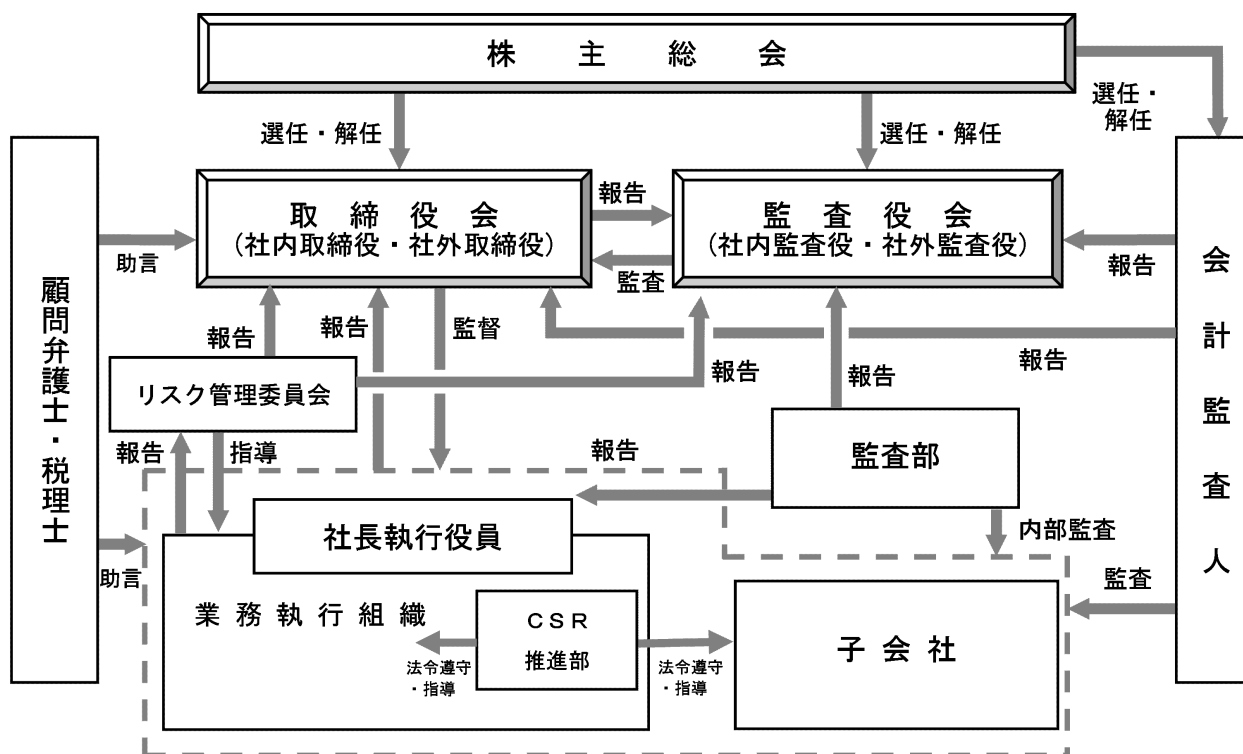 株主総会
選任・解任
選任・解任
選任・
解任
顧問弁護士・税理士
取締役会
(社内取締役・社外取締役)
報告
監査
監査役会
(社内監査役・社外監査役)
会計監査人
助言
報告
報告
報告
監督
報告
報告
報告
リスク管理委員会
報告
指導
報告
監査部
内部監査
助言
社長執行役員
業務執行組織
CSR
推進部
法令遵守
・指導
法令遵守
・指導
子会社
監査